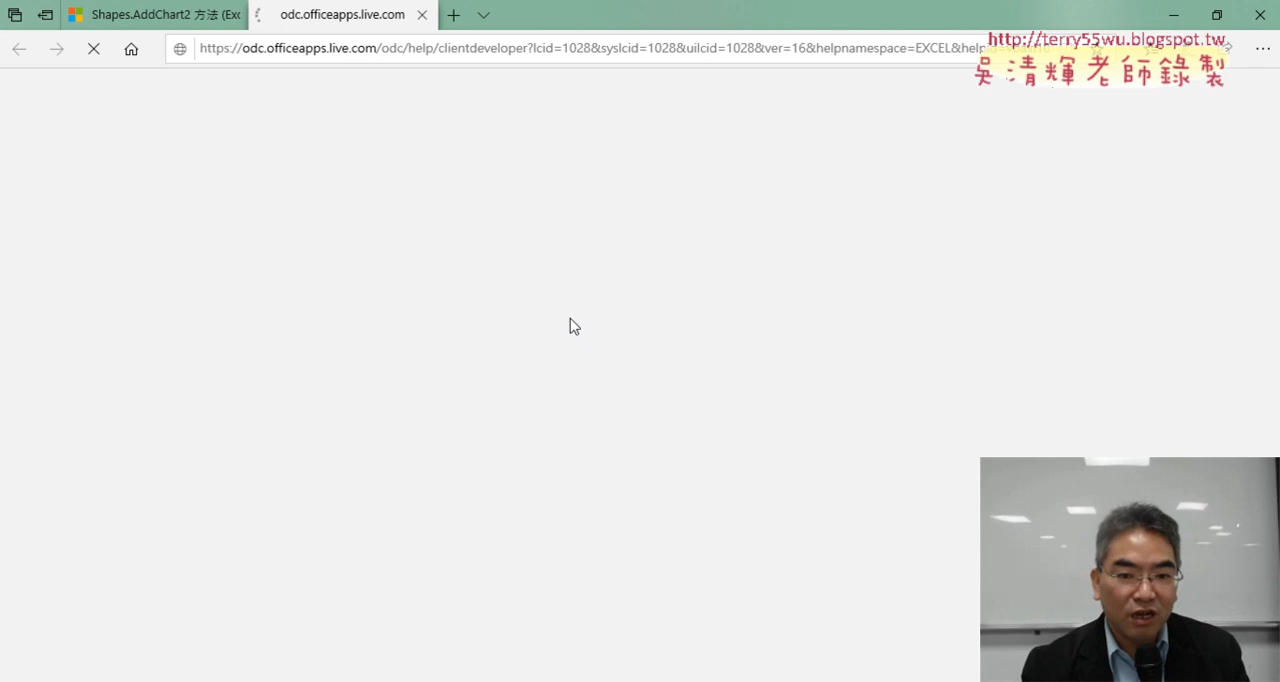 Shapes.AddChart2 方法 (Exc
odc.officeapps.live.com
https://odc.officeapps.live.com/odc/help/clientdeveloper?lcid=1028&syslcid=1028&uilcid=1028&ver=16&helpnamespace=EXCEL&help
http://terry55wu.blogspot.tw
吳清輝老師錄製